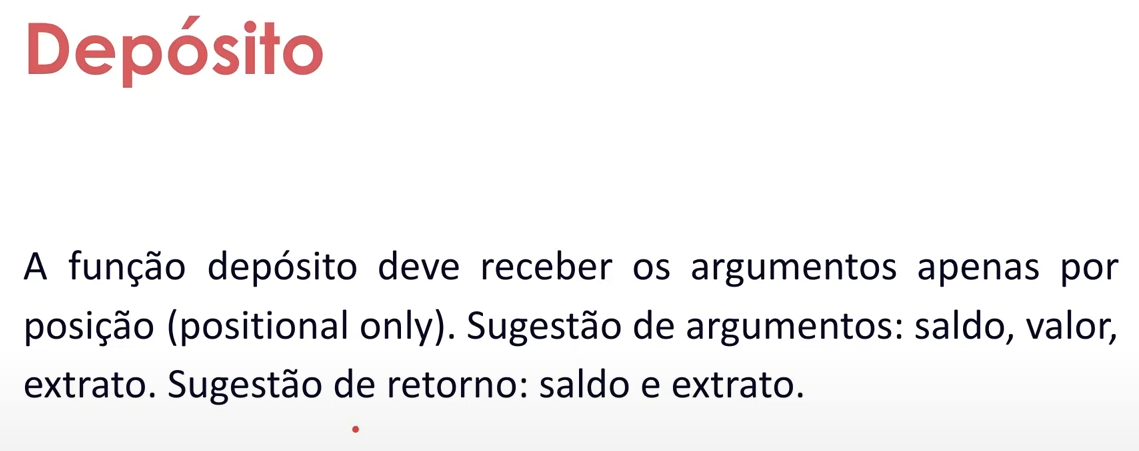 Depósito
A função depósito deve receber os argumentos apenas por
posição (positional only). Sugestão de argumentos: saldo, valor,
extrato. Sugestão de retorno: saldo e extrato.